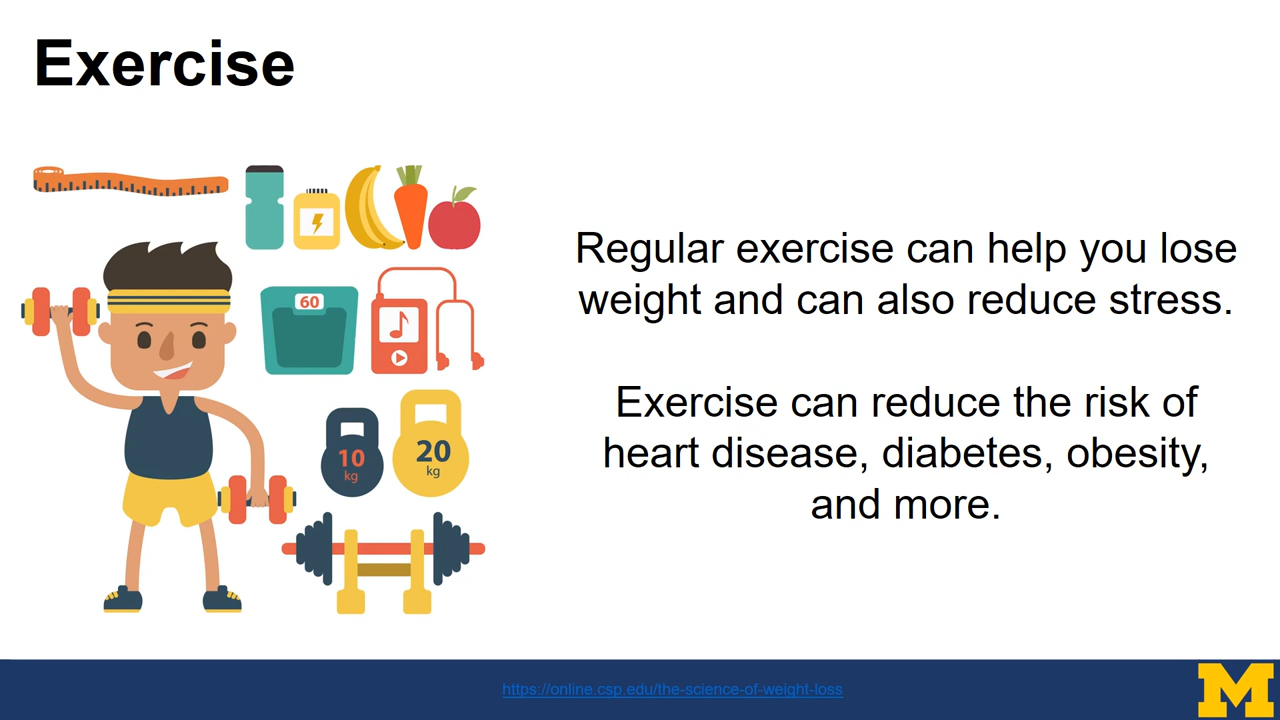 Exercise
60
10
kg
20
kg
Regular exercise can help you lose
weight and can also reduce stress.
Exercise can reduce the risk of
heart disease, diabetes, obesity,
and more.
https://online.csp.edu/the-science-of-weight-loss
M